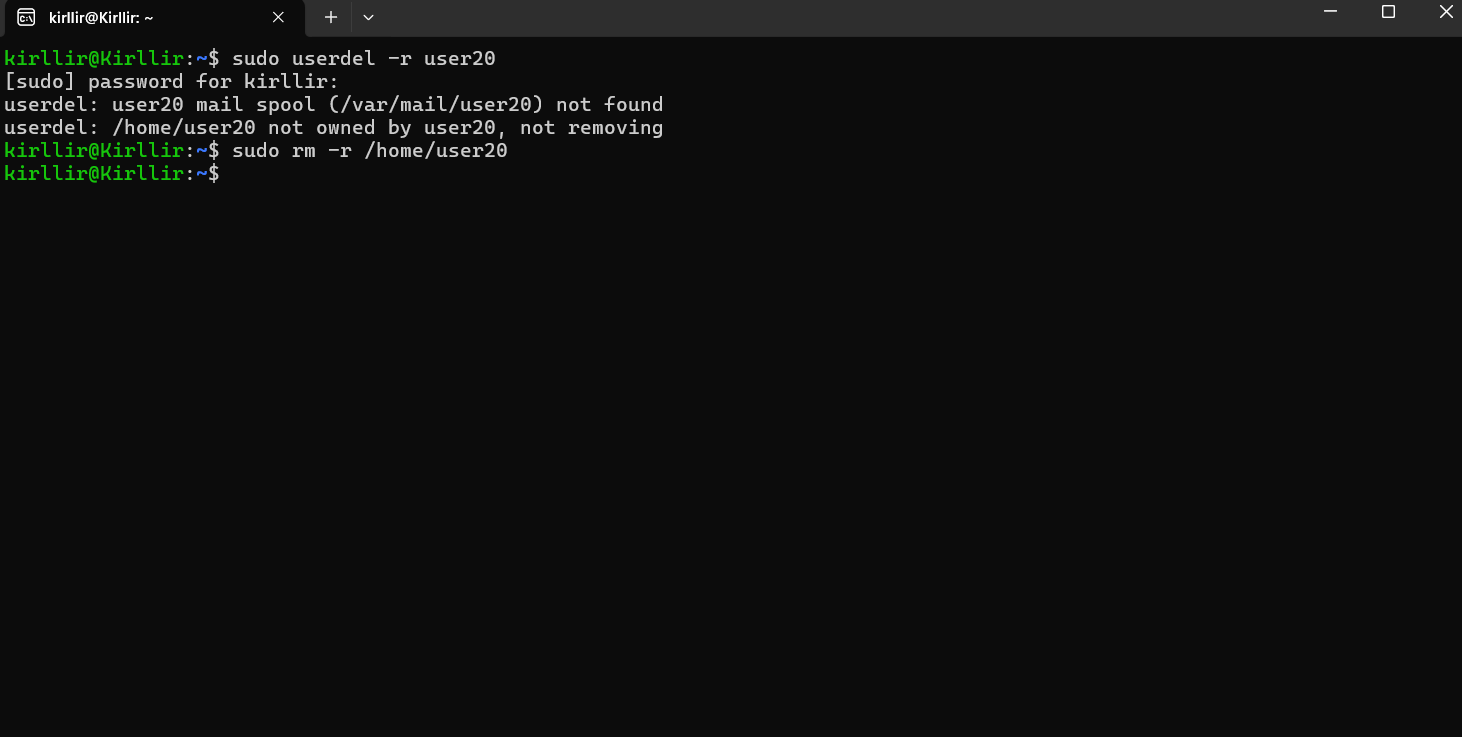 kirllir@Kirllir: ~
kirllir@Kirllir:~$ sudo userdel -r user20
[sudo] password for kirllir:
userdel: user20 mail spool (/var/mail/user20) not found
userdel: /home/user20 not owned by user20, not removing
kirllir@Kirllir:~$ sudo rm -r /home/user20
kirllir@Kirllir:~$